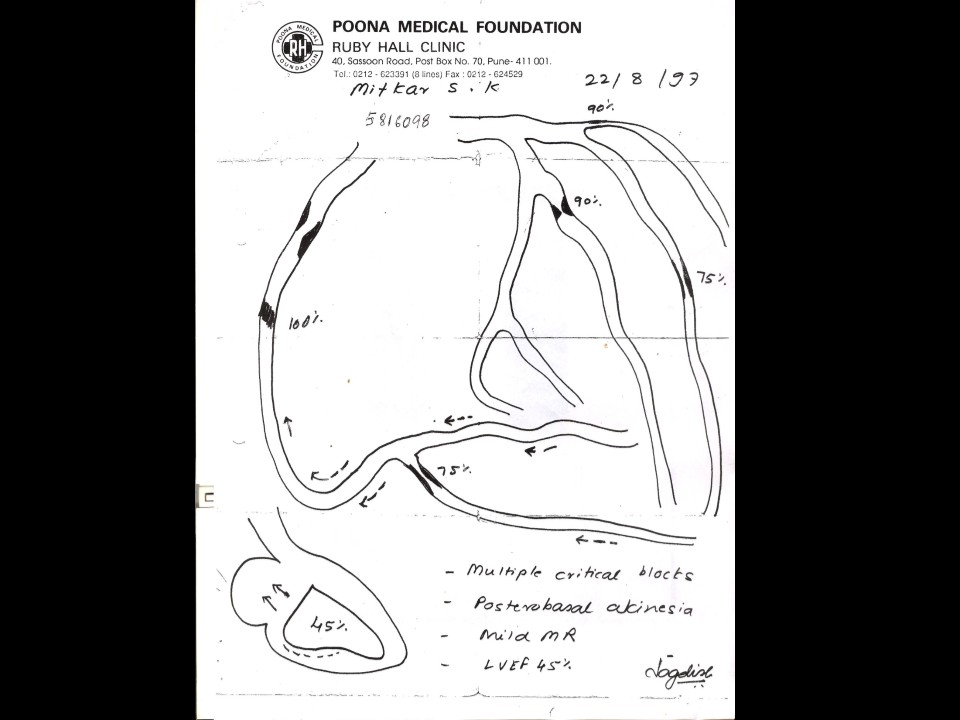 POONA MEDICAL FOUNDATION
POONA MEDICAL FOUNDATION
RH
RUBY HALL CLINIC
40, Sassoon Road, Post Box No. 70, Pune- 411 001.
Tel.: 0212 - 623391 (8 lines) Fax : 0212 - 624529
Mitkar S. K
22/8/97
5816098
90%
90%
75%
100%
75%
45%
- Multiple critical blocks
- Posterobasal akinesia
- Mild MR
- LVEF 45%
Jagdish